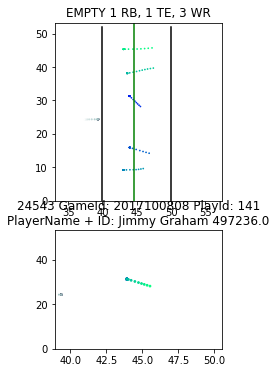 EMPTY 1 RB, 1 TE, 3 WR
50
40
30
20
10
0
35 40 45 50 55
24543 GameId: 2017100808 PlayId: 141
PlayerName + ID: Jimmy Graham 497236.0
40
20
0
40.0 42.5 45.0 47.5 50.0